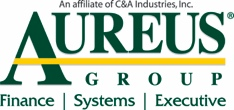 An affiliate of C&A Industries, Inc.
AUREUS®
GROUP
Finance | Systems | Executive